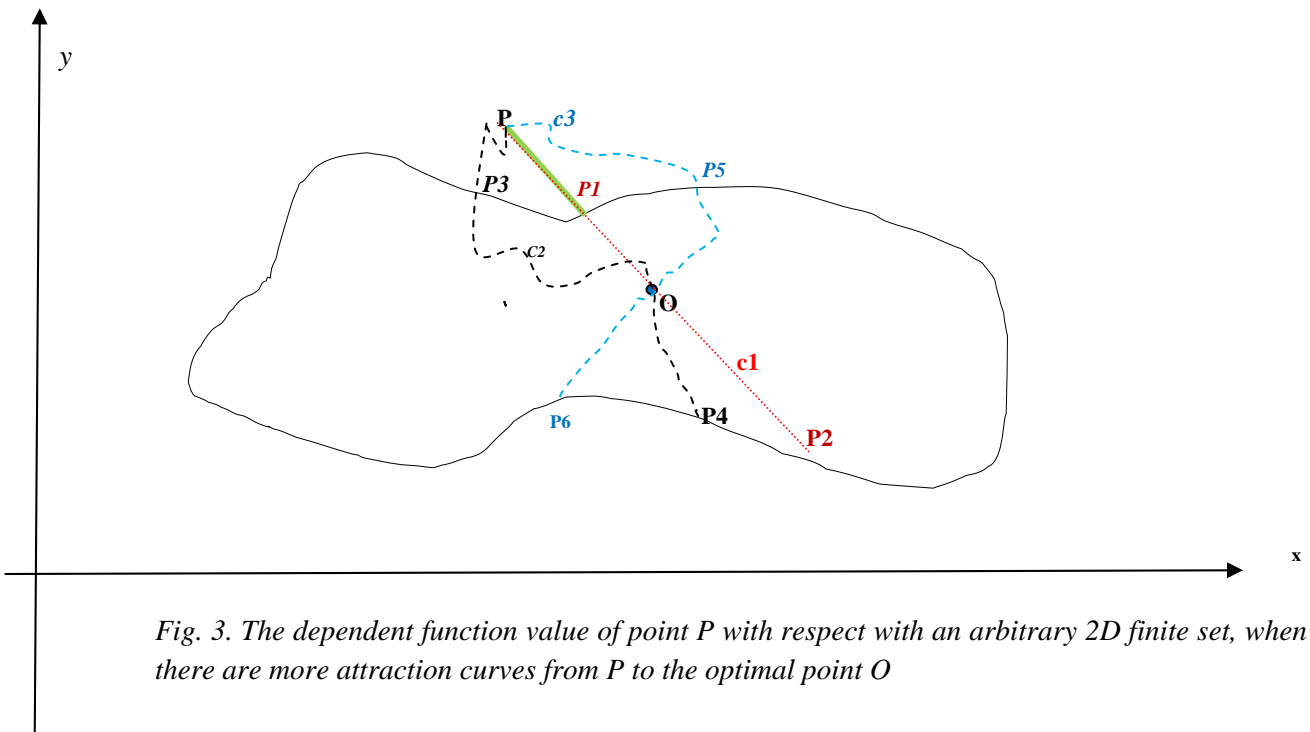 y
P
c3
P5
P3
P1
C2
O
c1
P4
P6
P2
x
Fig. 3. The dependent function value of point P with respect with an arbitrary 2D finite set, when
there are more attraction curves from P to the optimal point O